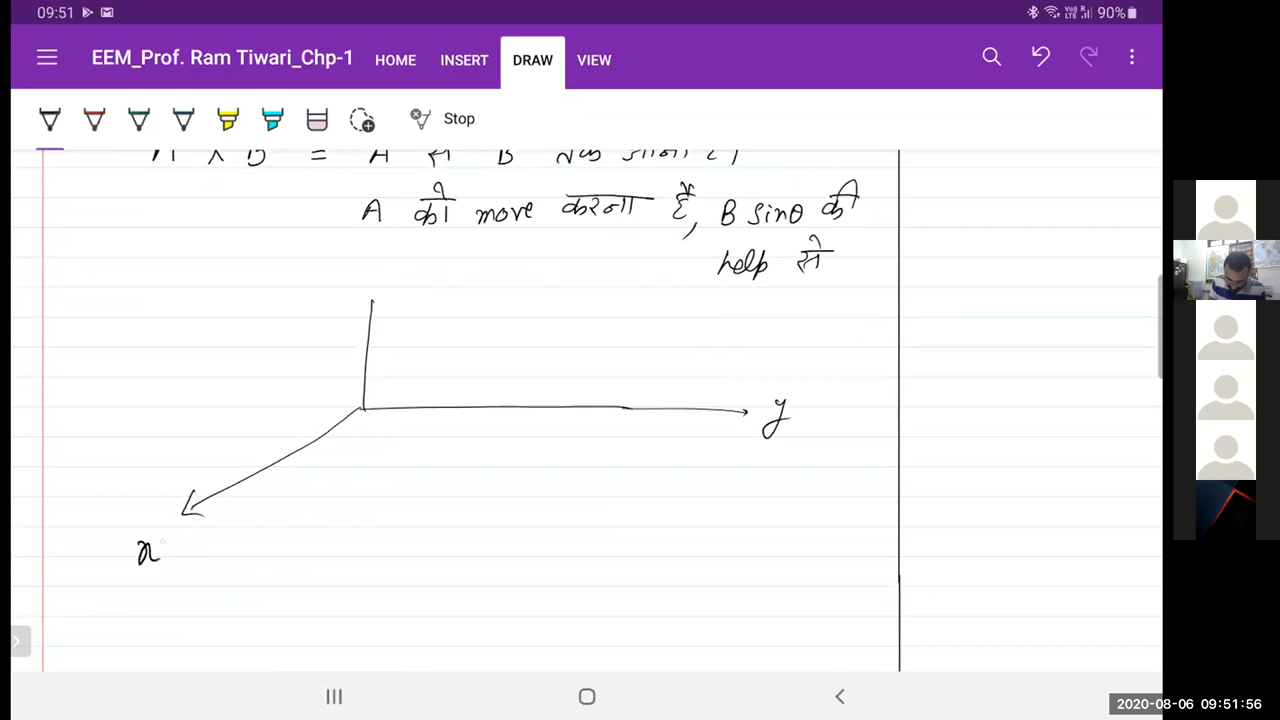 09:51
90%
EEM_Prof. Ram Tiwari_Chp-1 HOME INSERT DRAW VIEW
Stop
= A से B तक जाना है।
A को move करना है, B sinθ की
help से
y
x
2020-08-06 09:51:56